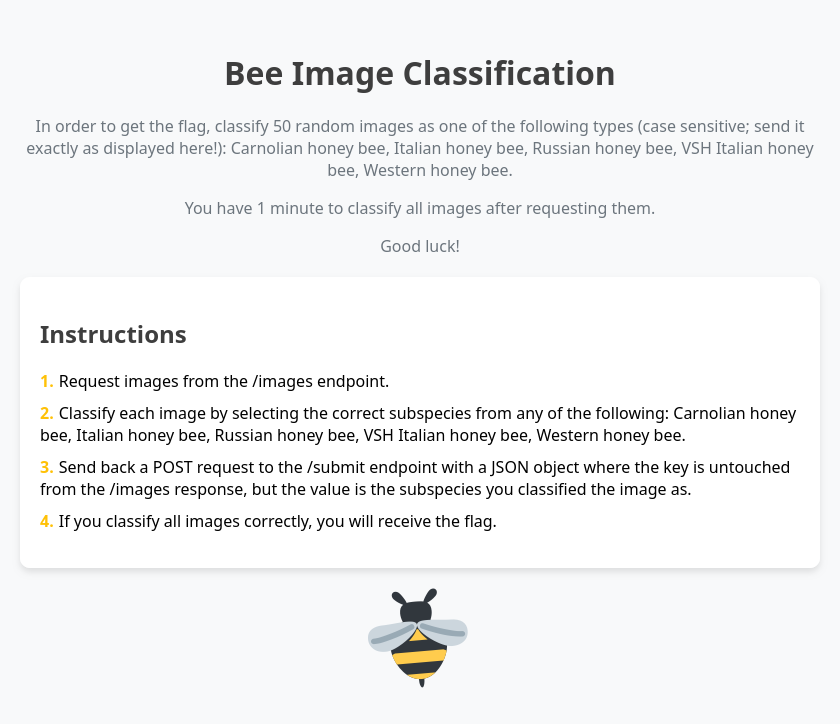 Bee Image Classification
In order to get the flag, classify 50 random images as one of the following types (case sensitive; send it
exactly as displayed here!): Carnolian honey bee, Italian honey bee, Russian honey bee, VSH Italian honey
bee, Western honey bee.
You have 1 minute to classify all images after requesting them.
Good luck!
Instructions
1. Request images from the /images endpoint.
2. Classify each image by selecting the correct subspecies from any of the following: Carnolian honey
bee, Italian honey bee, Russian honey bee, VSH Italian honey bee, Western honey bee.
3. Send back a POST request to the /submit endpoint with a JSON object where the key is untouched
from the /images response, but the value is the subspecies you classified the image as.
4. If you classify all images correctly, you will receive the flag.